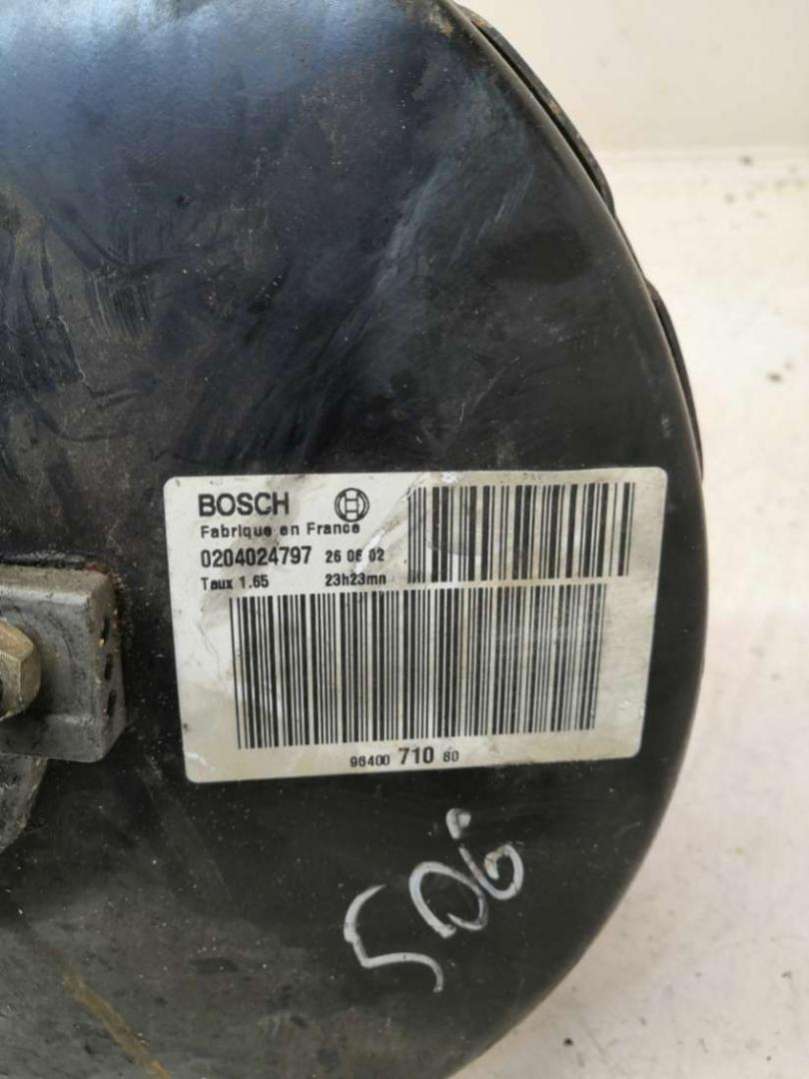 BOSCH
Fabrique en France
0204024797 26 06 02
Taux 1.65 23h23mn
96400 710 80
506